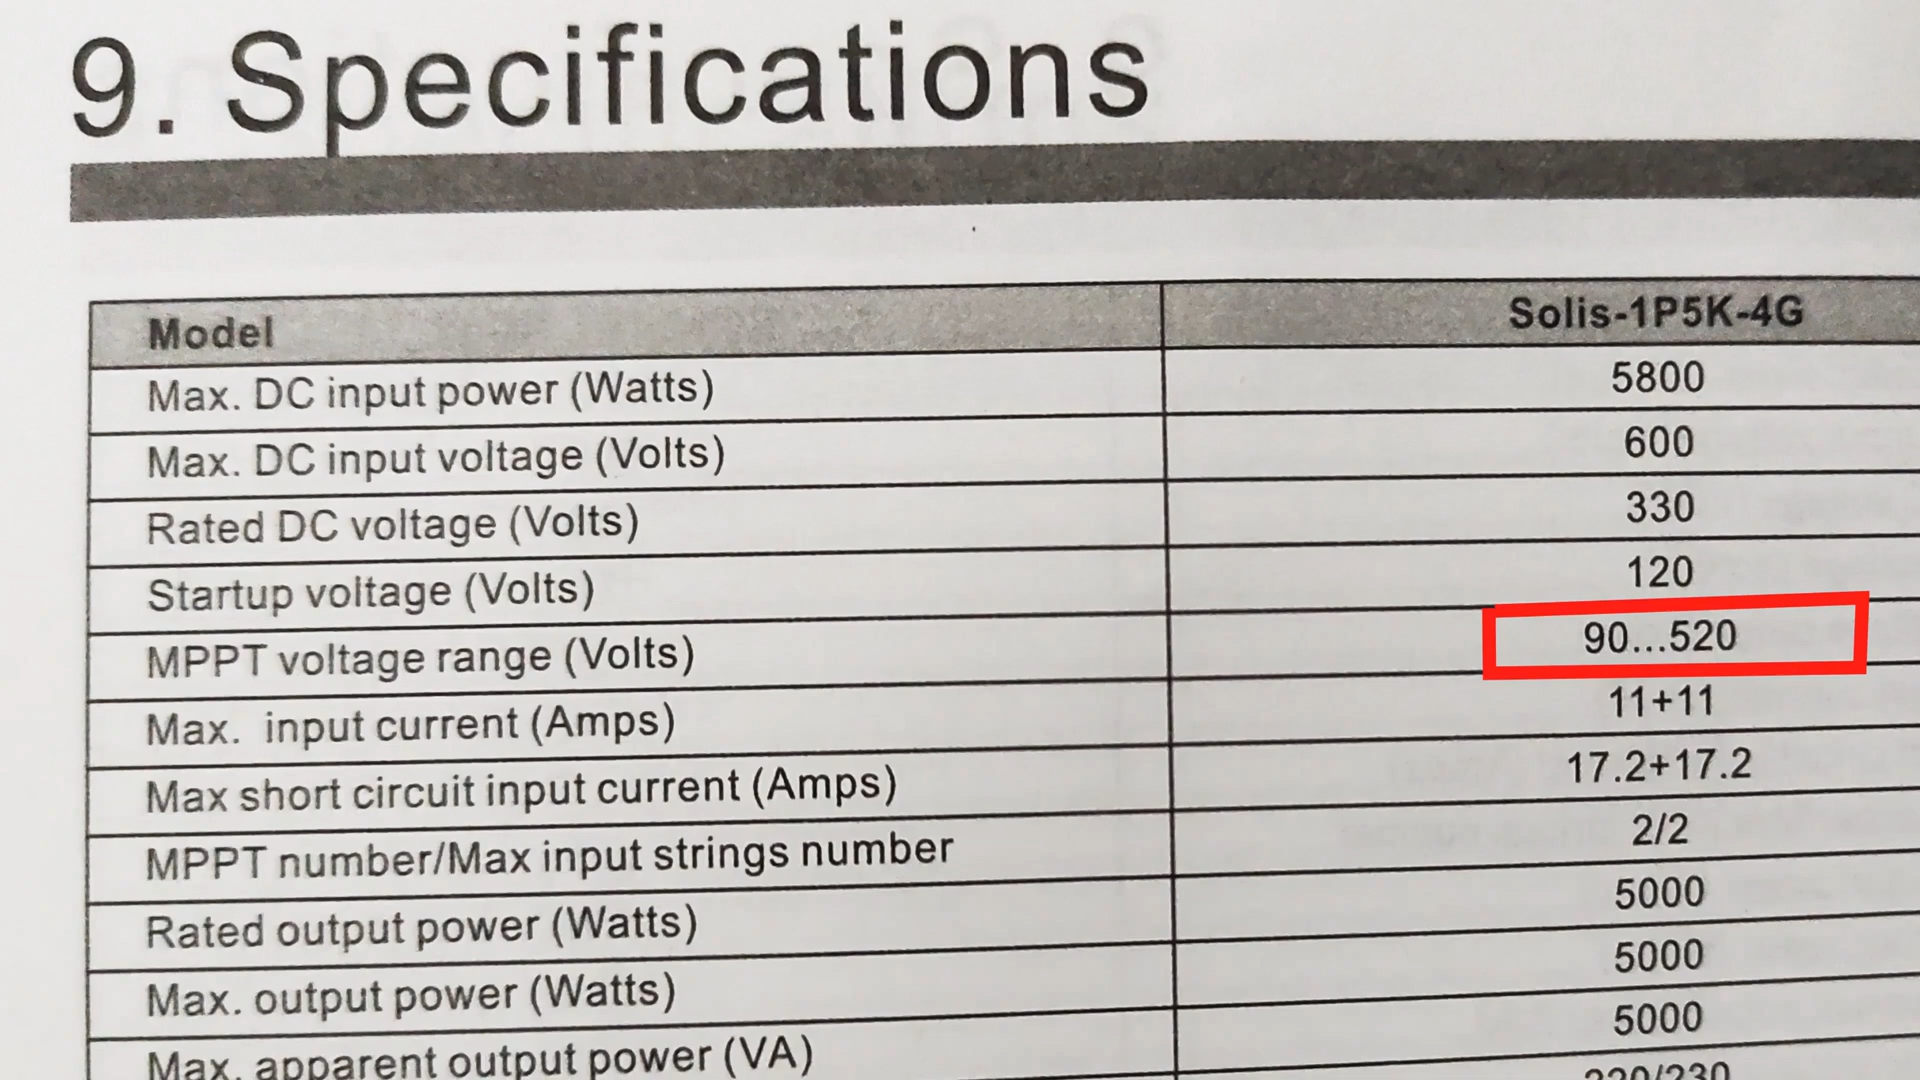 9. Specifications
Model Solis-1P5K-4G
Max. DC input power (Watts) 5800
Max. DC input voltage (Volts) 600
Rated DC voltage (Volts) 330
Startup voltage (Volts) 120
MPPT voltage range (Volts) 90...520
Max. input current (Amps) 11+11
Max short circuit input current (Amps) 17.2+17.2
MPPT number/Max input strings number 2/2
Rated output power (Watts) 5000
Max. output power (Watts) 5000
Max. apparent output power (VA) 5000
220/230